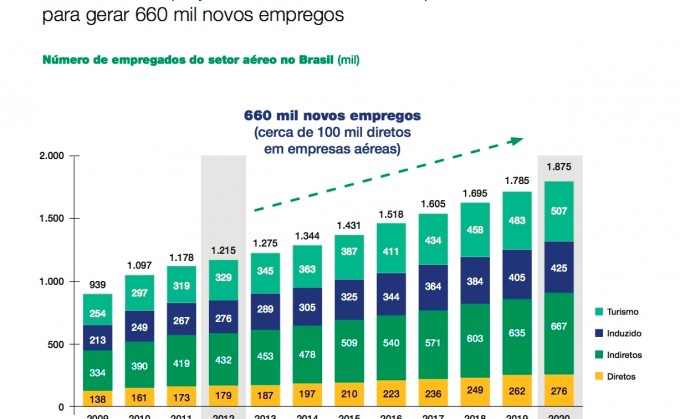 para gerar 660 mil novos empregos
Número de empregados do setor aéreo no Brasil (mil)
660 mil novos empregos
(cerca de 100 mil diretos
em empresas aéreas)
2.000
1.500
1.000
500
0
939 1.097 1.178 1.215 1.275 1.344 1.431 1.518 1.605 1.695 1.785 1.875
254 297 319 329 345 363 387 411 434 458 483 507
213 249 267 276 289 305 325 344 364 384 405 425
334 390 419 432 453 478 509 540 571 603 635 667
138 161 173 179 187 197 210 223 236 249 262 276
2009 2010 2011 2012 2013 2014 2015 2016 2017 2018 2019 2020
Turismo
Induzido
Indiretos
Diretos